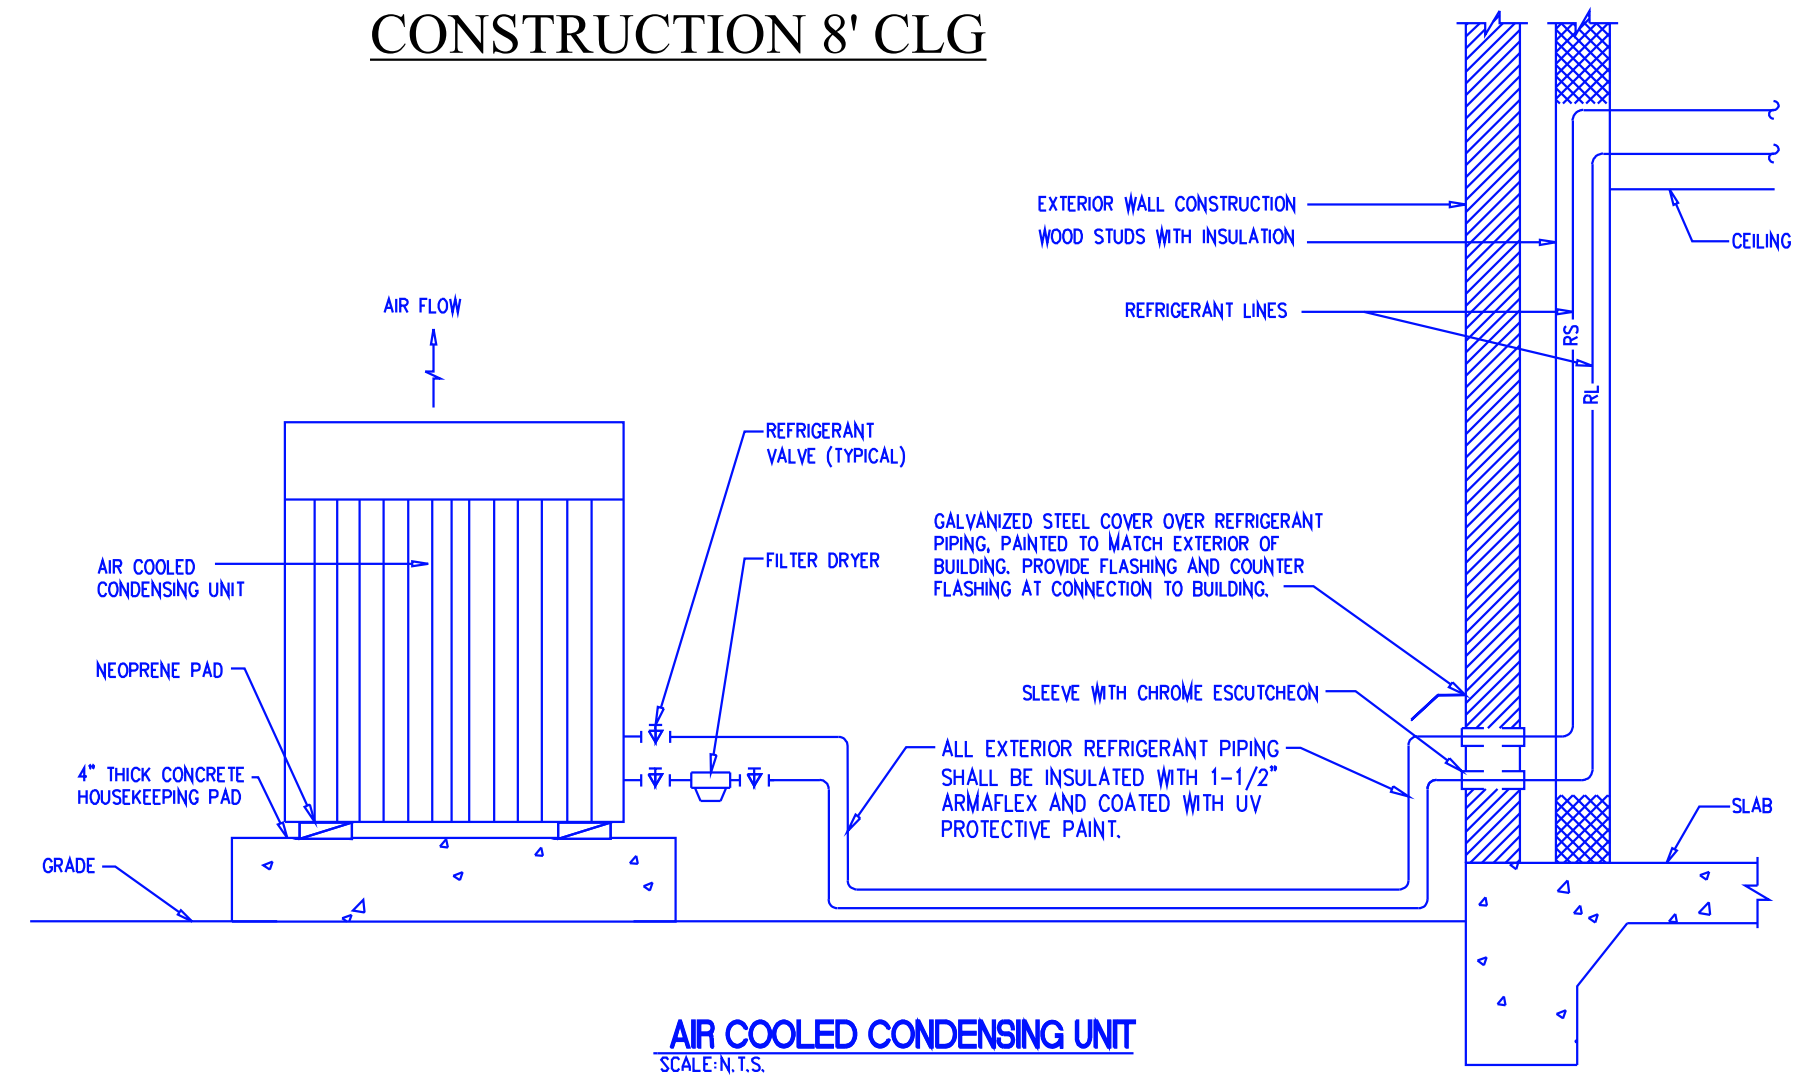 CONSTRUCTION 8' CLG
EXTERIOR WALL CONSTRUCTION
WOOD STUDS WITH INSULATION
CEILING
AIR FLOW
REFRIGERANT LINES
RS
RL
REFRIGERANT
VALVE (TYPICAL)
GALVANIZED STEEL COVER OVER REFRIGERANT
PIPING, PAINTED TO MATCH EXTERIOR OF
BUILDING. PROVIDE FLASHING AND COUNTER
FLASHING AT CONNECTION TO BUILDING.
FILTER DRYER
AIR COOLED
CONDENSING UNIT
NEOPRENE PAD
SLEEVE WITH CHROME ESCUTCHEON
4" THICK CONCRETE
HOUSEKEEPING PAD
ALL EXTERIOR REFRIGERANT PIPING
SHALL BE INSULATED WITH 1-1/2"
ARMAFLEX AND COATED WITH UV
PROTECTIVE PAINT.
SLAB
GRADE
AIR COOLED CONDENSING UNIT
SCALE:N.T.S.